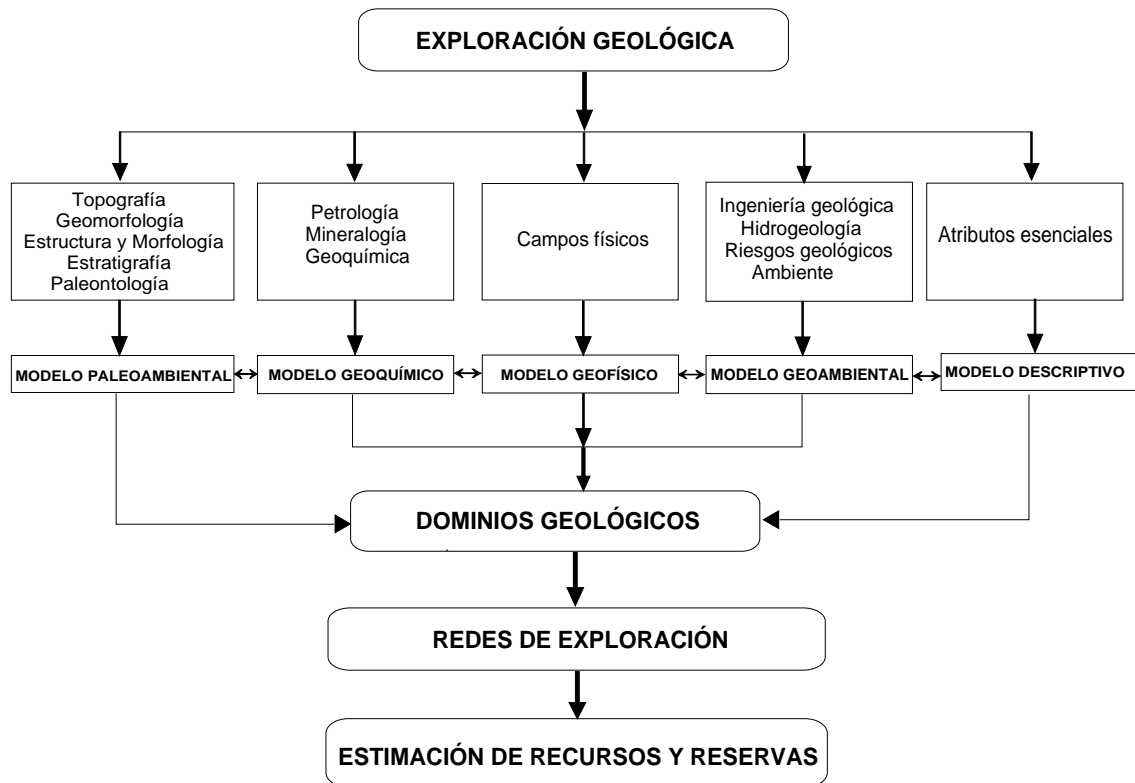 EXPLORACIÓN GEOLÓGICA
Topografía
Geomorfología
Estructura y Morfología
Estratigrafía
Paleontología
Petrología
Mineralogía
Geoquímica
Campos físicos
Ingeniería geológica
Hidrogeología
Riesgos geológicos
Ambiente
Atributos esenciales
MODELO PALEOAMBIENTAL
MODELO GEOQUÍMICO
MODELO GEOFÍSICO
MODELO GEOAMBIENTAL
MODELO DESCRIPTIVO
DOMINIOS GEOLÓGICOS
REDES DE EXPLORACIÓN
ESTIMACIÓN DE RECURSOS Y RESERVAS